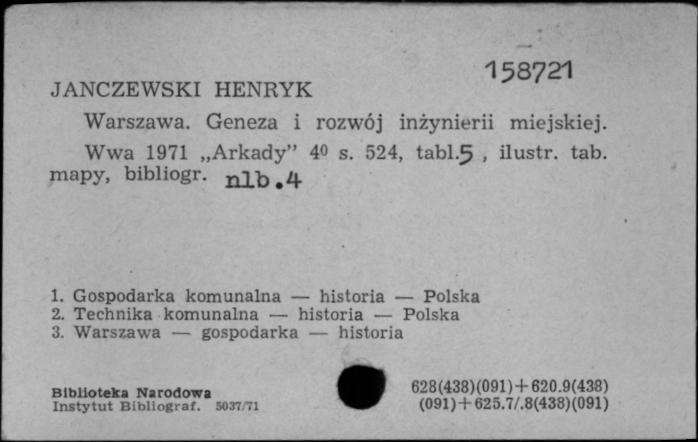 158721
JANCZEWSKI HENRYK
Warszawa. Geneza i rozwój inżynierii miejskiej.
Wwa 1971 „Arkady” 4⁰ s. 524, tabl.5 , ilustr. tab.
mapy, bibliogr. nlb.4
1. Gospodarka komunalna — historia — Polska
2. Technika komunalna — historia — Polska
3. Warszawa — gospodarka — historia
Biblioteka Narodowa
Instytut Bibliograf. 5037/71
628(438)(091)+620.9(438)
(091)+625.7/.8(438)(091)